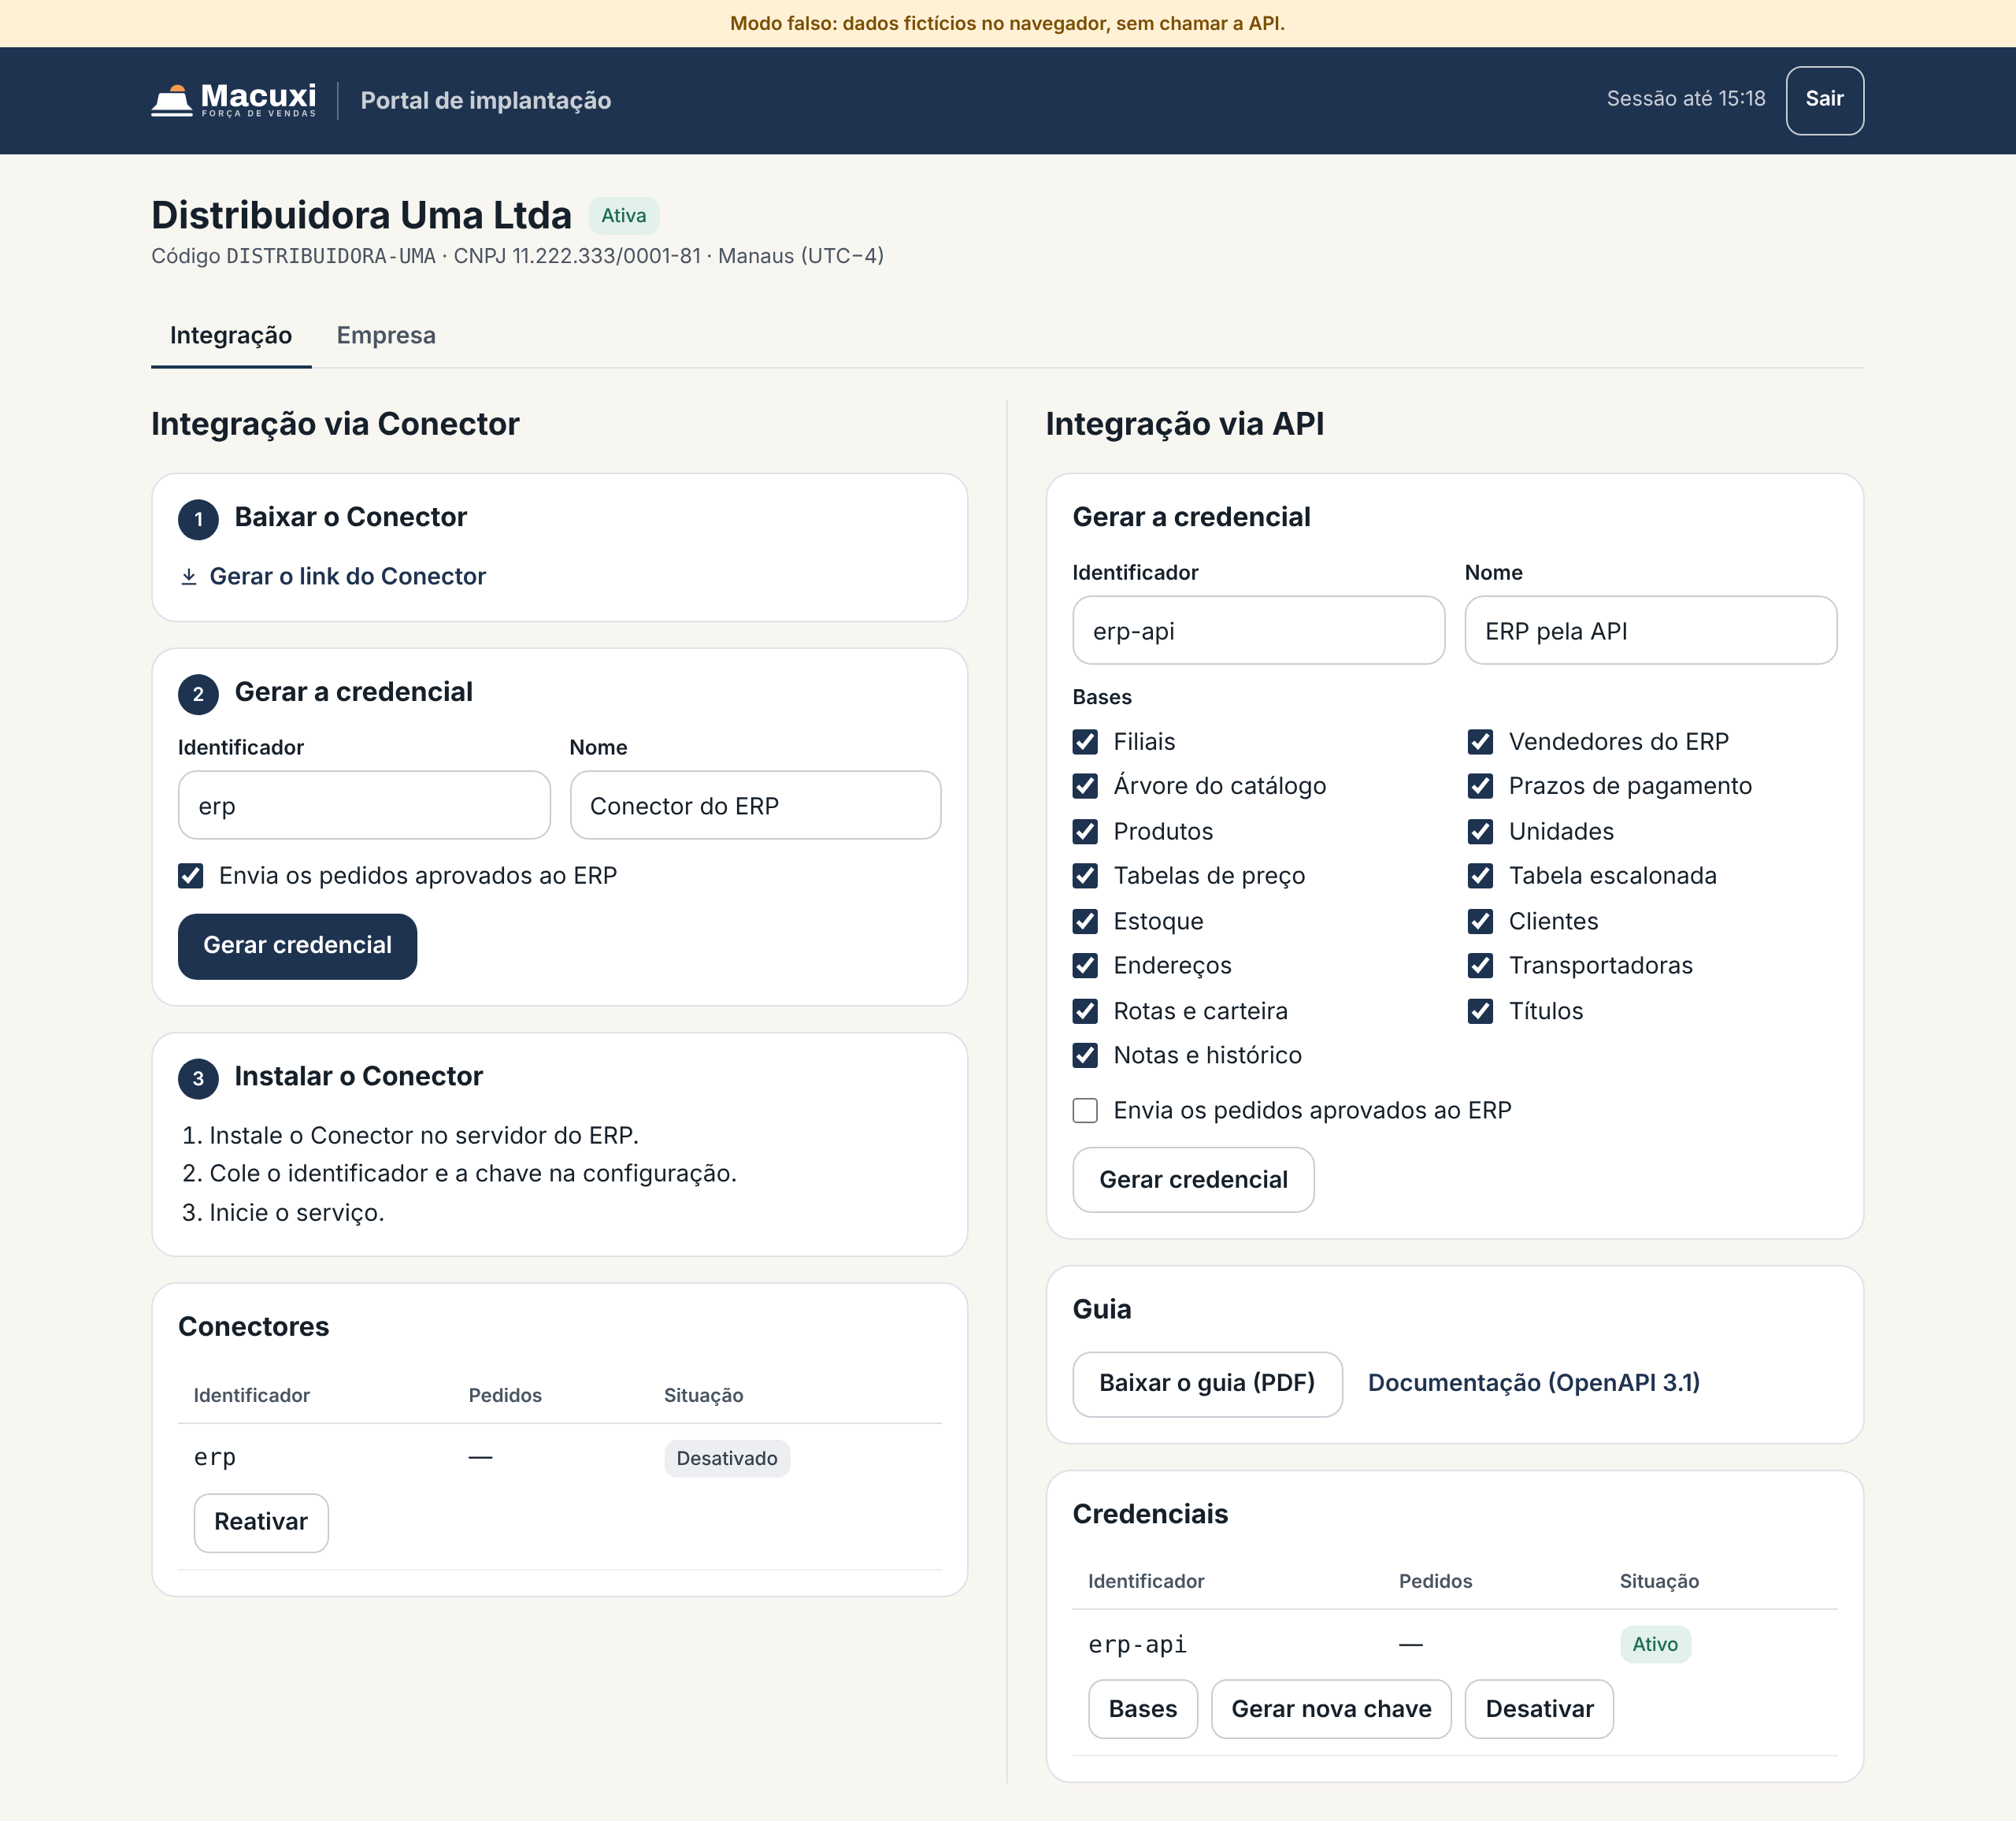 Modo falso: dados fictícios no navegador, sem chamar a API.
Macuxi
FORÇA DE VENDAS
Portal de implantação
Sessão até 15:18
Sair
Distribuidora Uma Ltda
Ativa
Código DISTRIBUIDORA-UMA · CNPJ 11.222.333/0001-81 · Manaus (UTC−4)
Integração
Empresa
Integração via Conector
1
Baixar o Conector
Gerar o link do Conector
2
Gerar a credencial
Identificador
Nome
erp
Conector do ERP
Envia os pedidos aprovados ao ERP
Gerar credencial
3
Instalar o Conector
1. Instale o Conector no servidor do ERP.
2. Cole o identificador e a chave na configuração.
3. Inicie o serviço.
Conectores
Identificador
Pedidos
Situação
erp
—
Desativado
Reativar
Integração via API
Gerar a credencial
Identificador
Nome
erp-api
ERP pela API
Bases
Filiais
Vendedores do ERP
Árvore do catálogo
Prazos de pagamento
Produtos
Unidades
Tabelas de preço
Tabela escalonada
Estoque
Clientes
Endereços
Transportadoras
Rotas e carteira
Títulos
Notas e histórico
Envia os pedidos aprovados ao ERP
Gerar credencial
Guia
Baixar o guia (PDF)
Documentação (OpenAPI 3.1)
Credenciais
Identificador
Pedidos
Situação
erp-api
—
Ativo
Bases
Gerar nova chave
Desativar